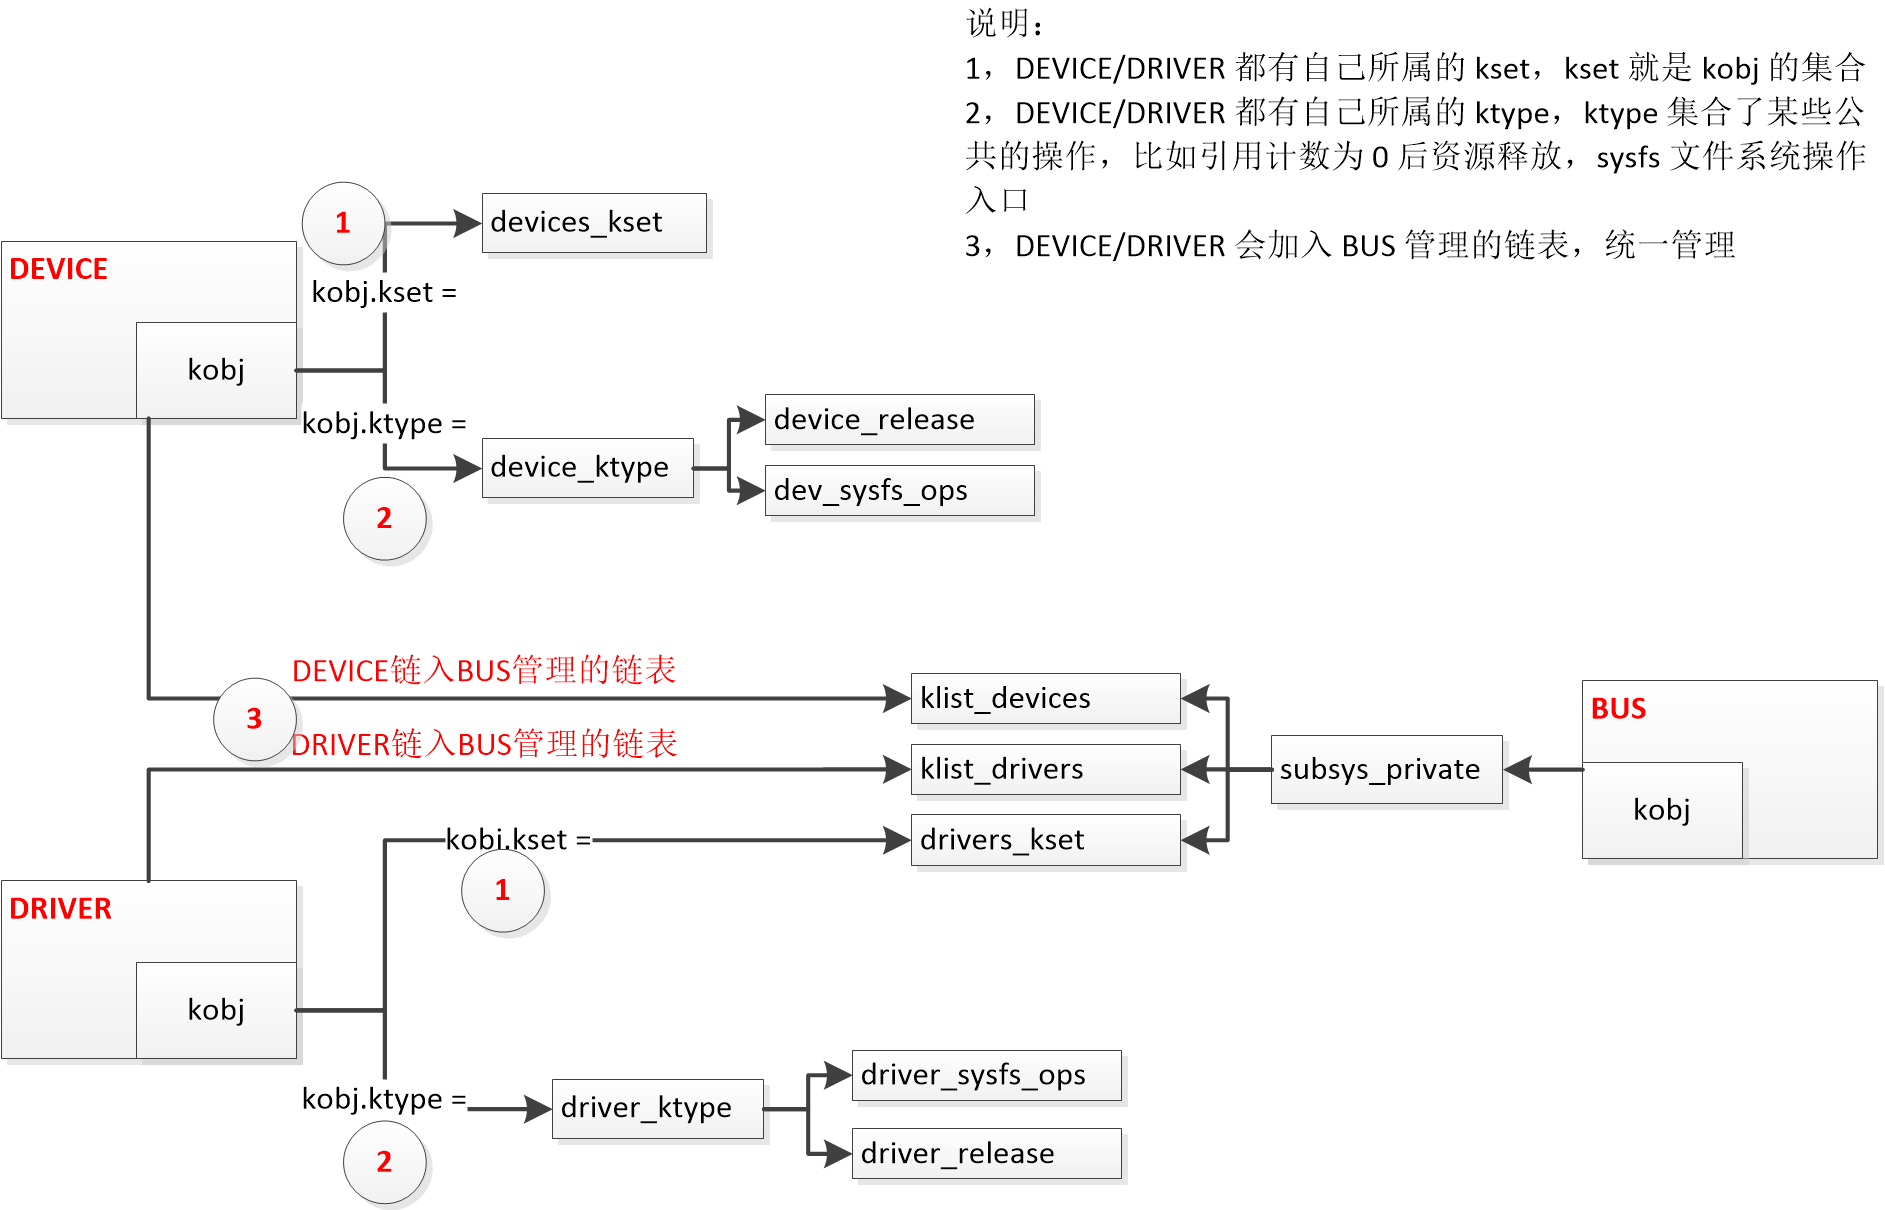 说明：
1，DEVICE/DRIVER 都有自己所属的 kset，kset 就是 kobj 的集合
2，DEVICE/DRIVER 都有自己所属的 ktype，ktype 集合了某些公
共的操作，比如引用计数为 0 后资源释放，sysfs 文件系统操作
入口
3，DEVICE/DRIVER 会加入 BUS 管理的链表，统一管理
1
devices_kset
DEVICE
kobj.kset =
kobj
kobj.ktype =
device_release
device_ktype
dev_sysfs_ops
2
DEVICE链入BUS管理的链表
3
klist_devices
BUS
DRIVER链入BUS管理的链表
klist_drivers
subsys_private
kobj
kobj.kset =
drivers_kset
1
DRIVER
kobj
kobj.ktype =
driver_sysfs_ops
driver_ktype
driver_release
2